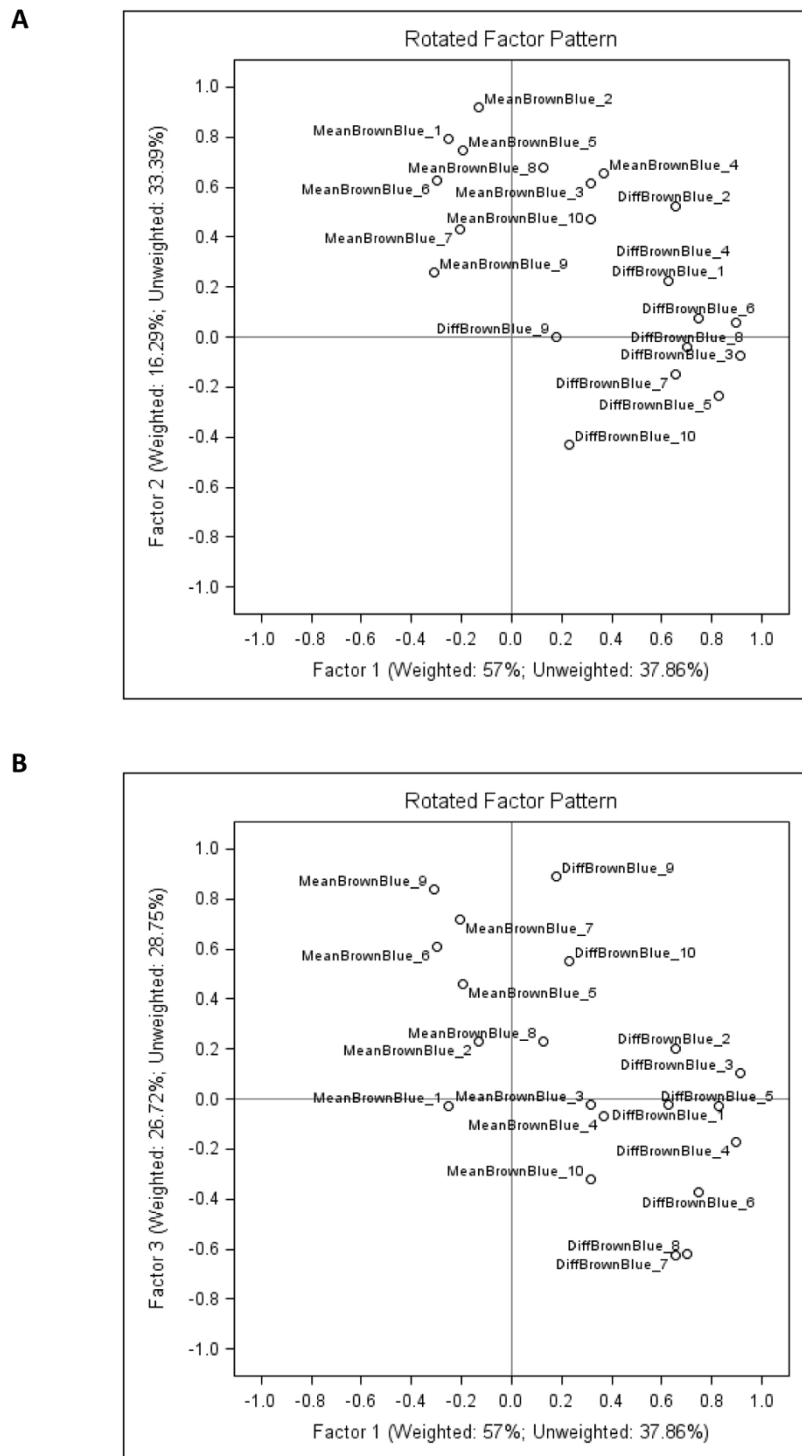 A
Rotated Factor Pattern
MeanBrownBlue_2
MeanBrownBlue_1
MeanBrownBlue_5
MeanBrownBlue_8
MeanBrownBlue_4
MeanBrownBlue_6
MeanBrownBlue_3
DiffBrownBlue_2
MeanBrownBlue_10
MeanBrownBlue_7
DiffBrownBlue_4
MeanBrownBlue_9
DiffBrownBlue_1
DiffBrownBlue_6
DiffBrownBlue_9
DiffBrownBlue_8
DiffBrownBlue_3
DiffBrownBlue_7
DiffBrownBlue_5
DiffBrownBlue_10
1.0
0.8
0.6
0.4
0.2
0.0
-0.2
-0.4
-0.6
-0.8
-1.0
Factor 2 (Weighted: 16.29%; Unweighted: 33.39%)
-1.0 -0.8 -0.6 -0.4 -0.2 0.0 0.2 0.4 0.6 0.8 1.0
Factor 1 (Weighted: 57%; Unweighted: 37.86%)
B
Rotated Factor Pattern
MeanBrownBlue_9
DiffBrownBlue_9
MeanBrownBlue_7
MeanBrownBlue_6
DiffBrownBlue_10
MeanBrownBlue_5
MeanBrownBlue_8
DiffBrownBlue_2
MeanBrownBlue_2
DiffBrownBlue_3
MeanBrownBlue_1
MeanBrownBlue_3
DiffBrownBlue_5
DiffBrownBlue_1
MeanBrownBlue_4
DiffBrownBlue_4
MeanBrownBlue_10
DiffBrownBlue_6
DiffBrownBlue_8
DiffBrownBlue_7
1.0
0.8
0.6
0.4
0.2
0.0
-0.2
-0.4
-0.6
-0.8
-1.0
Factor 3 (Weighted: 26.72%; Unweighted: 28.75%)
-1.0 -0.8 -0.6 -0.4 -0.2 0.0 0.2 0.4 0.6 0.8 1.0
Factor 1 (Weighted: 57%; Unweighted: 37.86%)